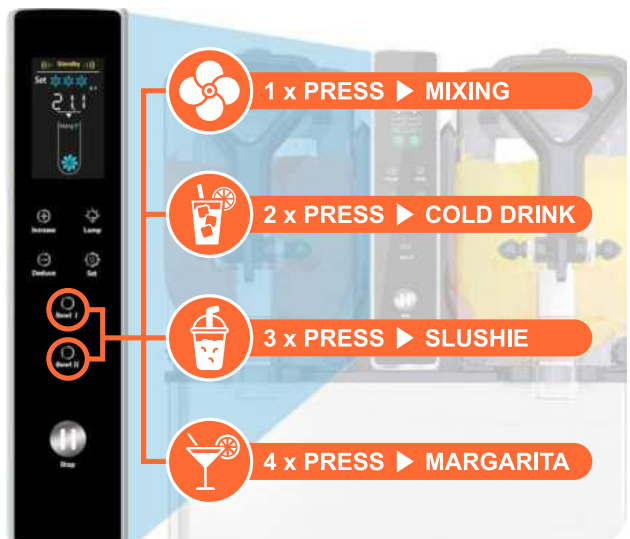 Standby
Set
21.1
1 x PRESS ▶ MIXING
2 x PRESS ▶ COLD DRINK
Increase Lamp
Set
3 x PRESS ▶ SLUSHIE
Bowl I
Bowl II
4 x PRESS ▶ MARGARITA
Stop